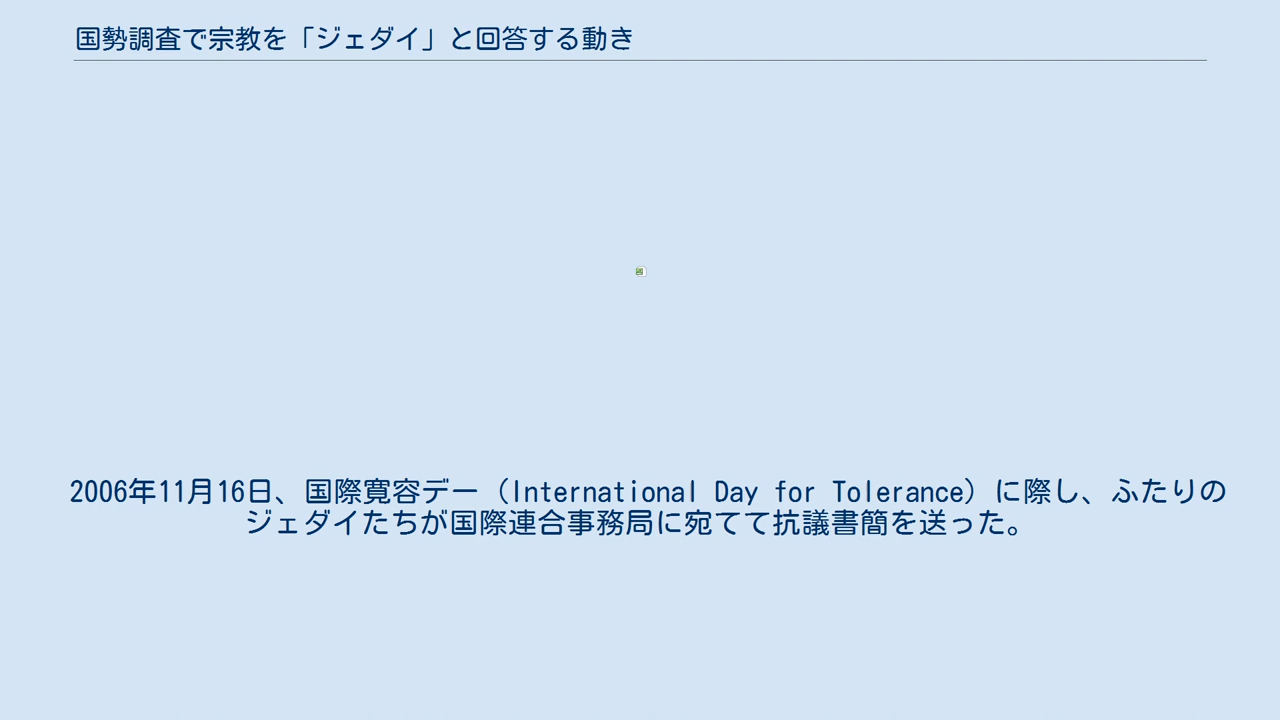 国勢調査で宗教を「ジェダイ」と回答する動き
2006年11月16日、国際寛容デー（International Day for Tolerance）に際し、ふたりの
ジェダイたちが国際連合事務局に宛てて抗議書簡を送った。